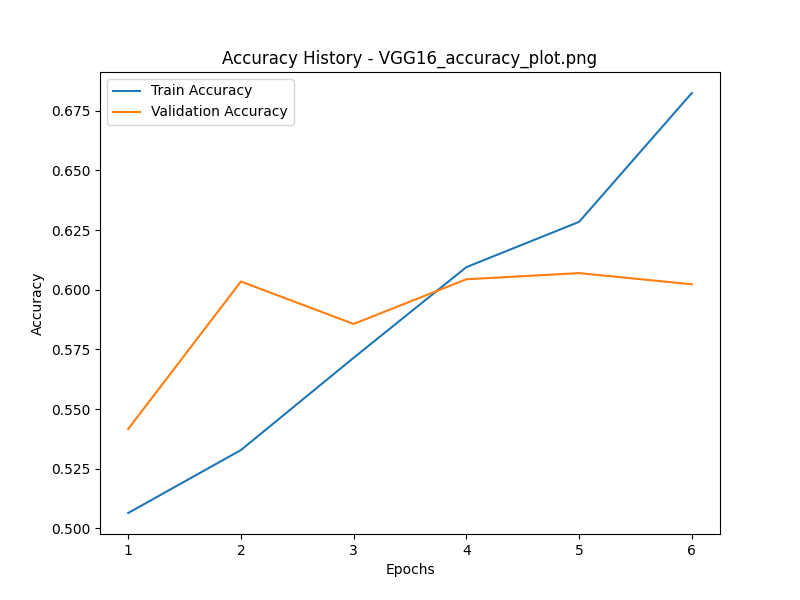 Accuracy History - VGG16_accuracy_plot.png
Train Accuracy
Validation Accuracy
0.675
0.650
0.625
0.600
0.575
0.550
0.525
0.500
Accuracy
1 2 3 4 5 6
Epochs